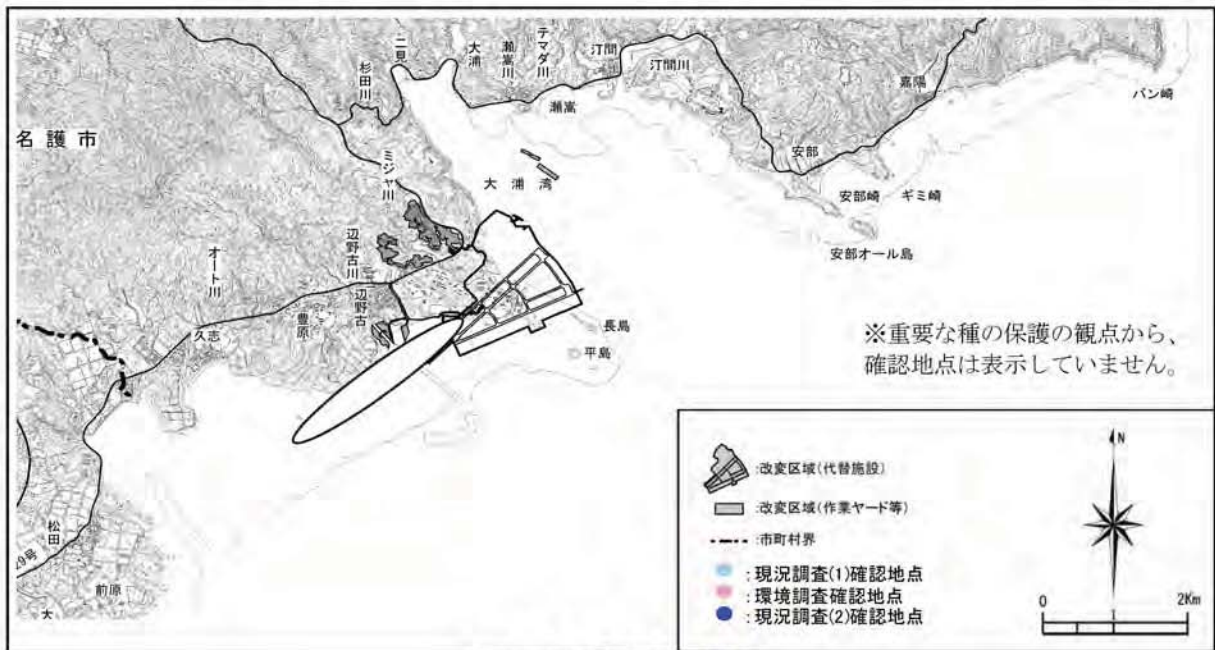 名護市
杉田川
二見
大浦
瀬嵩川
テマダ川
汀間
汀間川
瀬嵩
嘉陽
バン崎
安部
安部崎
ギミ崎
安部オール島
大浦湾
ミジャ川
辺野古川
辺野古
オート川
久志
豊原
長島
平島
松田
29号
前原
大
※重要な種の保護の観点から、
確認地点は表示していません。
:改変区域(代替施設)
:改変区域(作業ヤード等)
:市町村界
:現況調査(1)確認地点
:環境調査確認地点
:現況調査(2)確認地点
N
0 2Km